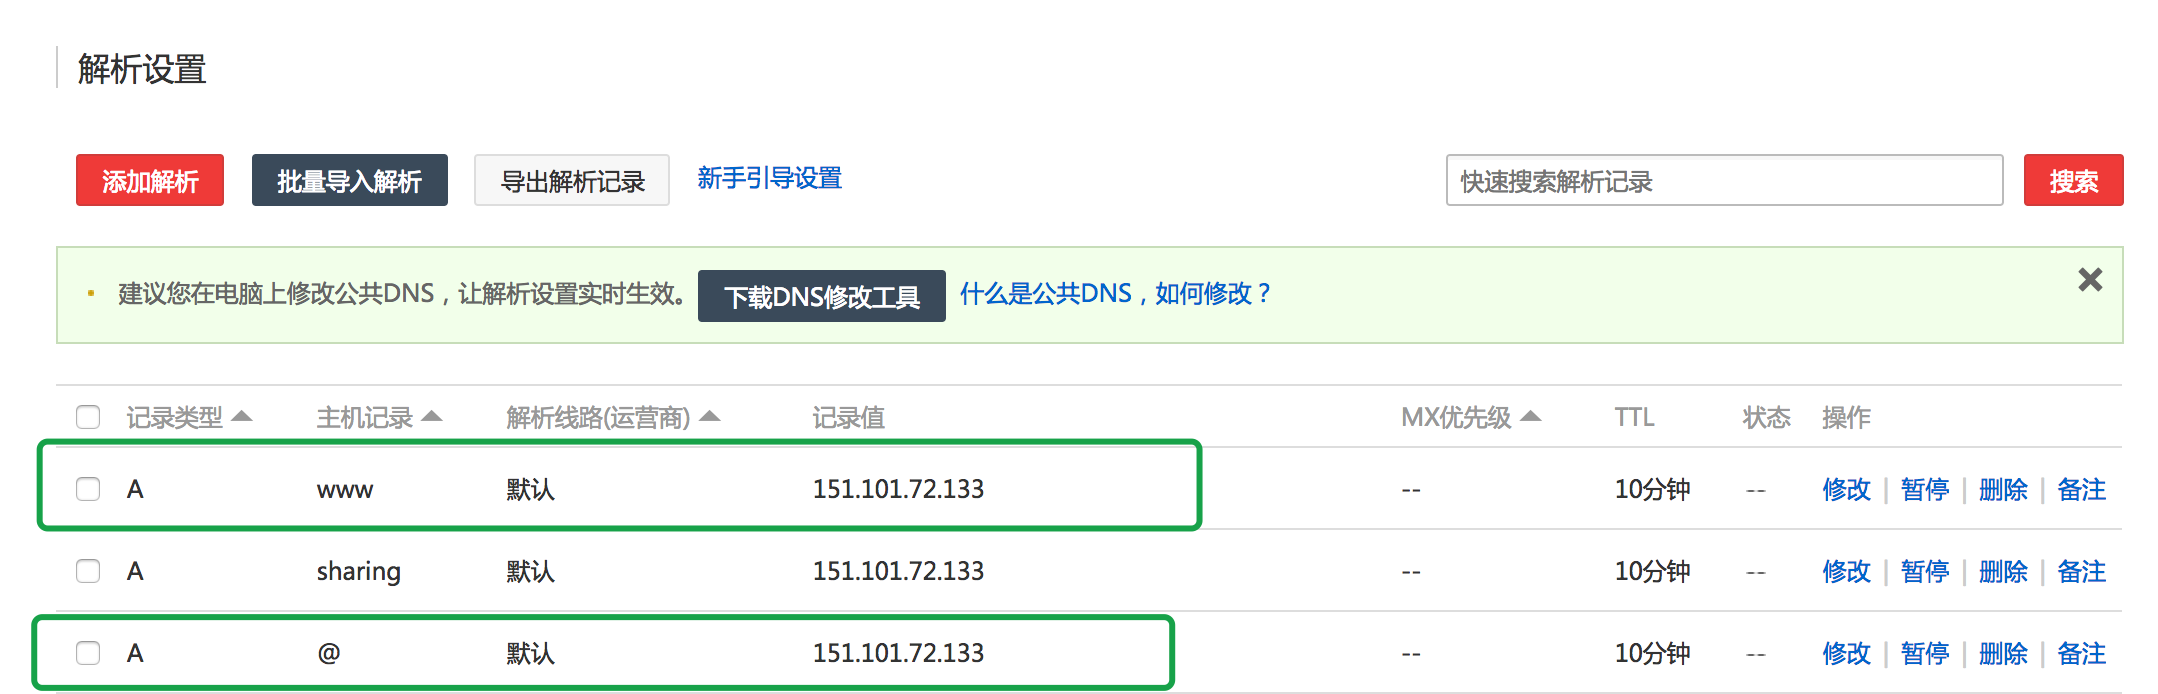 解析设置
添加解析 批量导入解析 导出解析记录 新手引导设置 快速搜索解析记录 搜索
建议您在电脑上修改公共DNS，让解析设置实时生效。 下载DNS修改工具 什么是公共DNS，如何修改？
记录类型 主机记录 解析线路(运营商) 记录值 MX优先级 TTL 状态 操作
A www 默认 151.101.72.133 -- 10分钟 -- 修改 | 暂停 | 删除 | 备注
A sharing 默认 151.101.72.133 -- 10分钟 -- 修改 | 暂停 | 删除 | 备注
A @ 默认 151.101.72.133 -- 10分钟 -- 修改 | 暂停 | 删除 | 备注